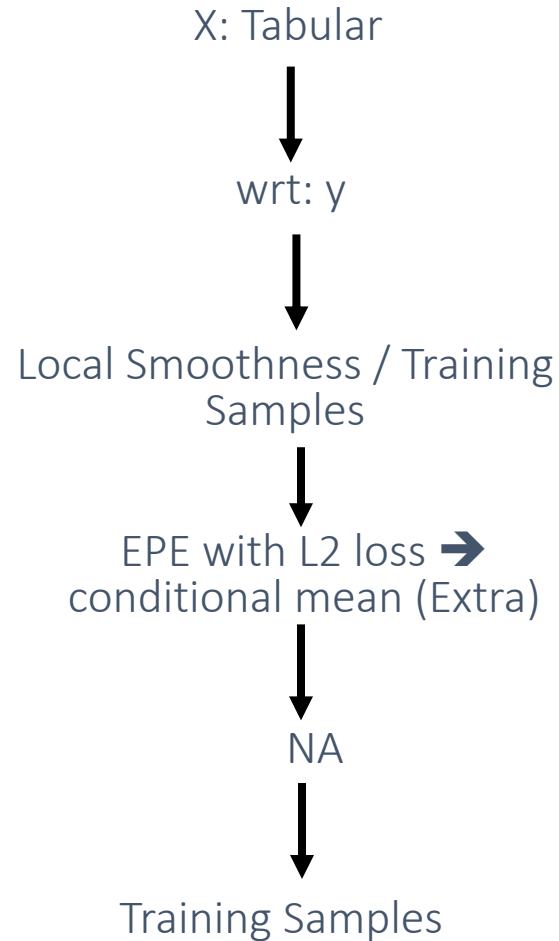 X: Tabular
wrt: y
Local Smoothness / Training
Samples
EPE with L2 loss ➔
conditional mean (Extra)
NA
Training Samples